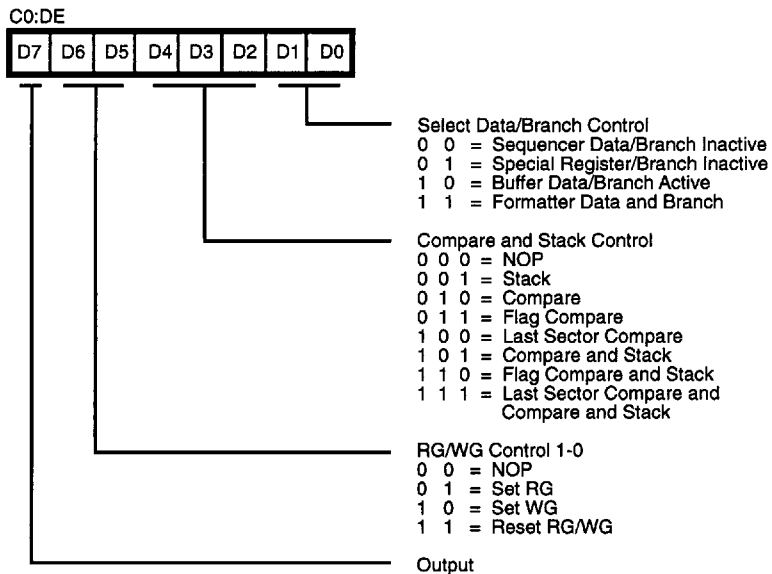 C0:DE
D7 D6 D5 D4 D3 D2 D1 D0
Select Data/Branch Control
0 0 = Sequencer Data/Branch Inactive
0 1 = Special Register/Branch Inactive
1 0 = Buffer Data/Branch Active
1 1 = Formatter Data and Branch
Compare and Stack Control
0 0 0 = NOP
0 0 1 = Stack
0 1 0 = Compare
0 1 1 = Flag Compare
1 0 0 = Last Sector Compare
1 0 1 = Compare and Stack
1 1 0 = Flag Compare and Stack
1 1 1 = Last Sector Compare and
Compare and Stack
RG/WG Control 1-0
0 0 = NOP
0 1 = Set RG
1 0 = Set WG
1 1 = Reset RG/WG
Output